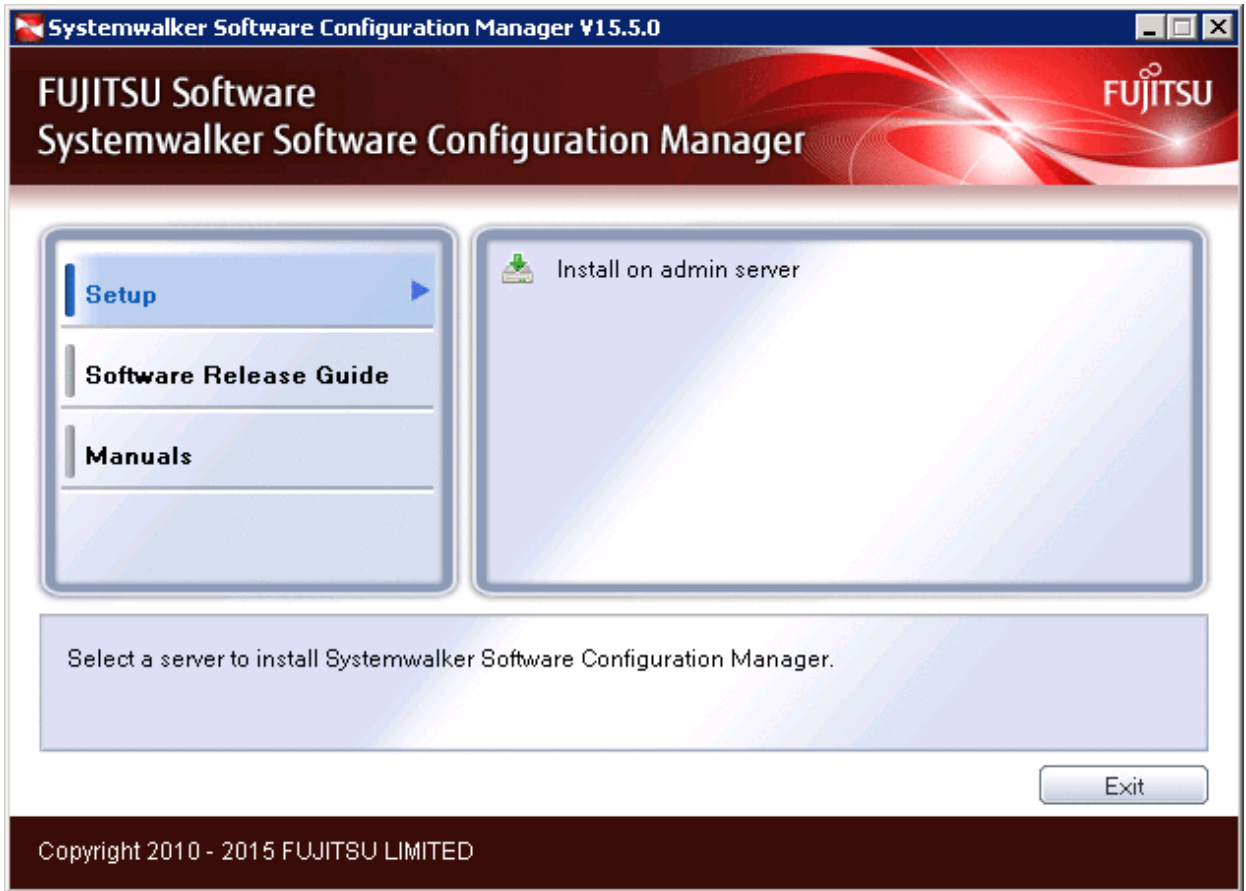 Systemwalker Software Configuration Manager V15.5.0
FUJITSU Software
Systemwalker Software Configuration Manager
FUJITSU
Setup
Software Release Guide
Manuals
Install on admin server
Select a server to install Systemwalker Software Configuration Manager.
Exit
Copyright 2010 - 2015 FUJITSU LIMITED